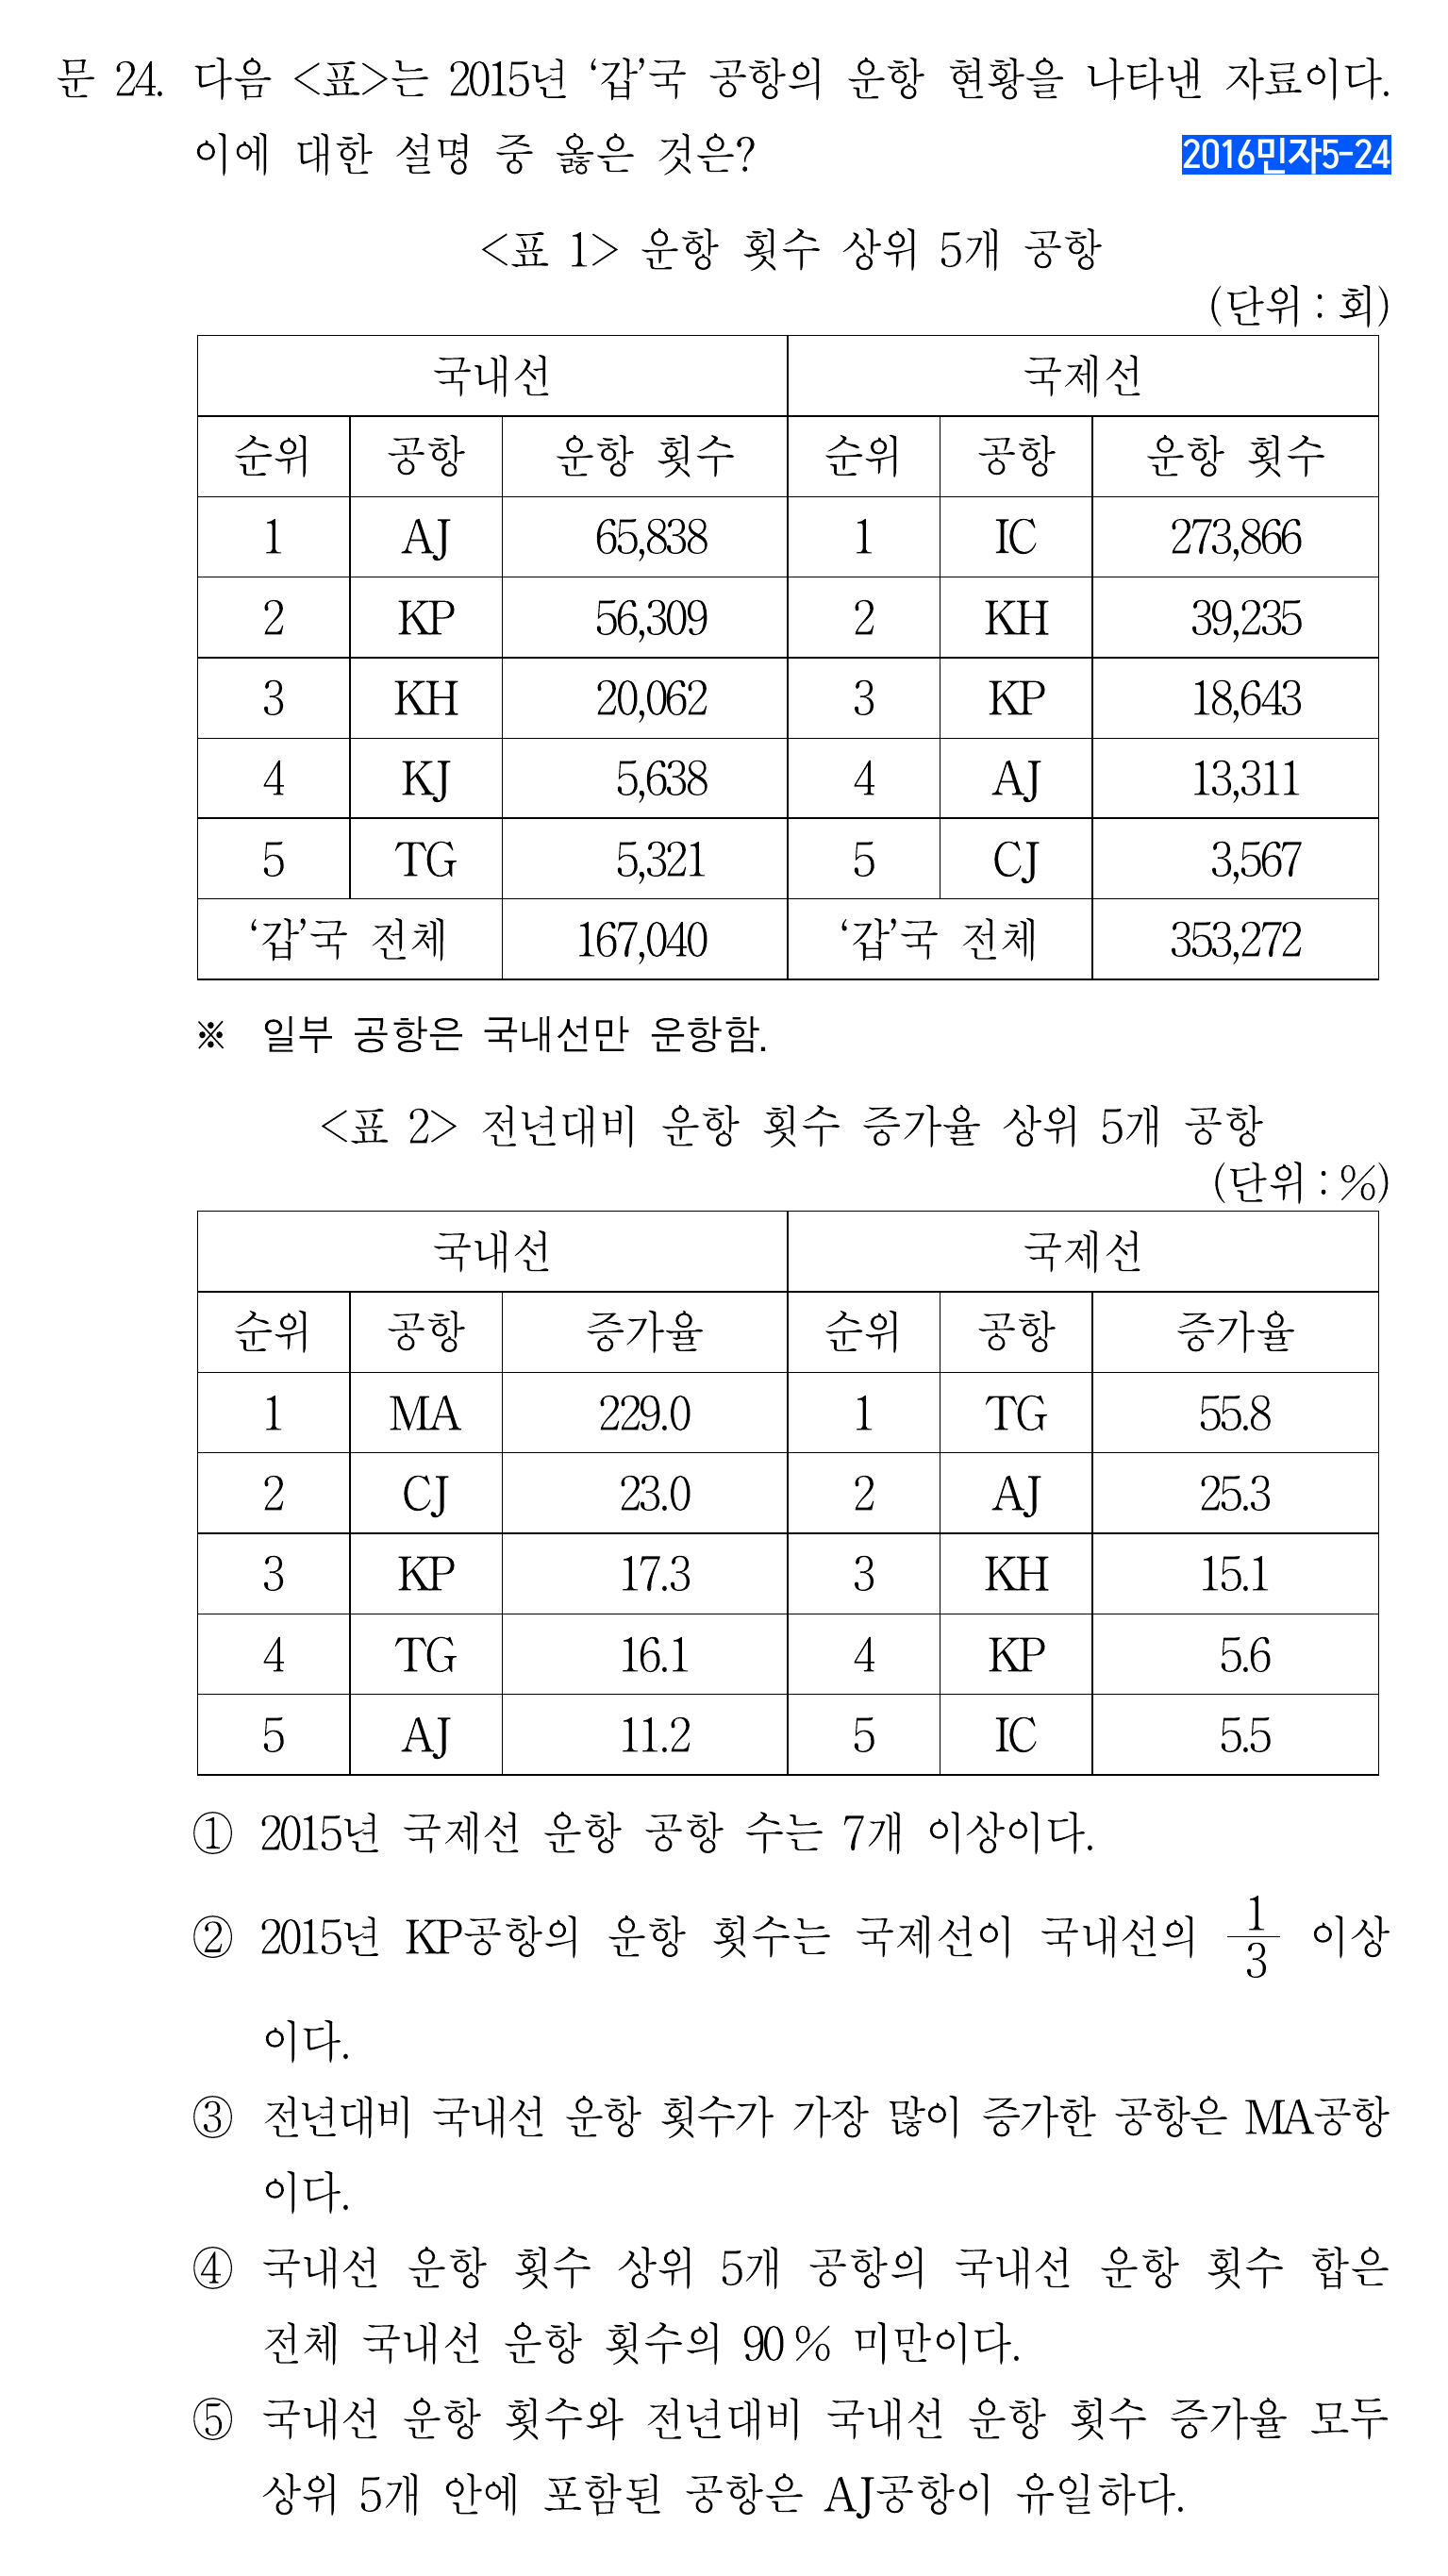 문 24. 다음 <표>는 2015년 ‘갑’국 공항의 운항 현황을 나타낸 자료이다.
이에 대한 설명 중 옳은 것은? 2016민자5-24
<표 1> 운항 횟수 상위 5개 공항
(단위 : 회)
국내선 국제선
순위 공항 운항 횟수 순위 공항 운항 횟수
1 AJ 65,838 1 IC 273,866
2 KP 56,309 2 KH 39,235
3 KH 20,062 3 KP 18,643
4 KJ 5,638 4 AJ 13,311
5 TG 5,321 5 CJ 3,567
‘갑’국 전체 167,040 ‘갑’국 전체 353,272
※ 일부 공항은 국내선만 운항함.
<표 2> 전년대비 운항 횟수 증가율 상위 5개 공항
(단위 : %)
국내선 국제선
순위 공항 증가율 순위 공항 증가율
1 MA 229.0 1 TG 55.8
2 CJ 23.0 2 AJ 25.3
3 KP 17.3 3 KH 15.1
4 TG 16.1 4 KP 5.6
5 AJ 11.2 5 IC 5.5
① 2015년 국제선 운항 공항 수는 7개 이상이다.
② 2015년 KP공항의 운항 횟수는 국제선이 국내선의 1/3 이상
이다.
③ 전년대비 국내선 운항 횟수가 가장 많이 증가한 공항은 MA공항
이다.
④ 국내선 운항 횟수 상위 5개 공항의 국내선 운항 횟수 합은
전체 국내선 운항 횟수의 90 % 미만이다.
⑤ 국내선 운항 횟수와 전년대비 국내선 운항 횟수 증가율 모두
상위 5개 안에 포함된 공항은 AJ공항이 유일하다.